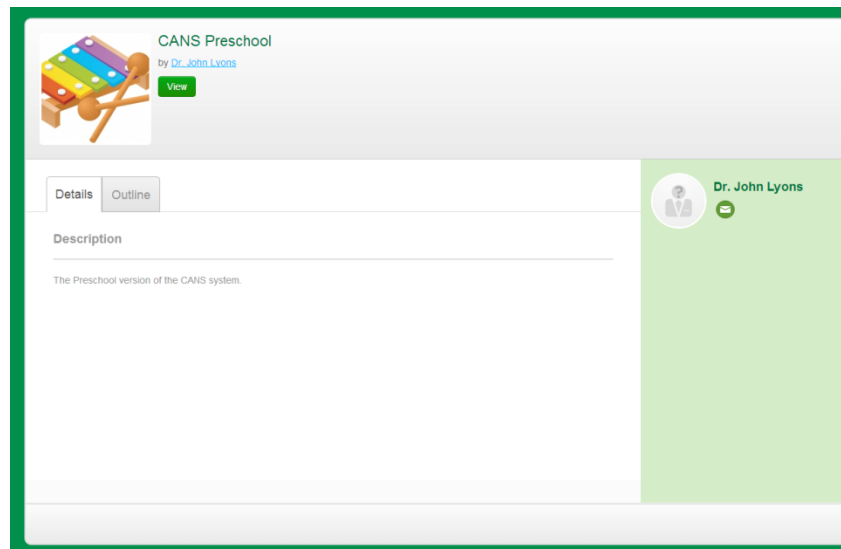 CANS Preschool
by Dr. John Lyons
View
Details
Outline
Dr. John Lyons
Description
The Preschool version of the CANS system.